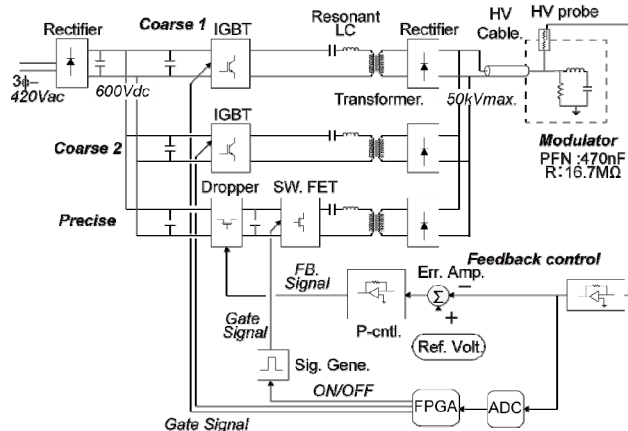 Coarse 1
Rectifier
IGBT
Resonant
LC
Rectifier
HV
Cable.
HV probe
3ϕ
420Vac
600Vdc
Transformer.
50kVmax.
Modulator
PFN :470nF
R:16.7MΩ
Coarse 2
IGBT
Dropper
SW. FET
Precise
FB.
Signal
Err. Amp.
Feedback control
Σ
−
+
P-cntl.
Ref. Volt.
Gate
Signal
Sig. Gene.
ON/OFF
FPGA
ADC
Gate Signal